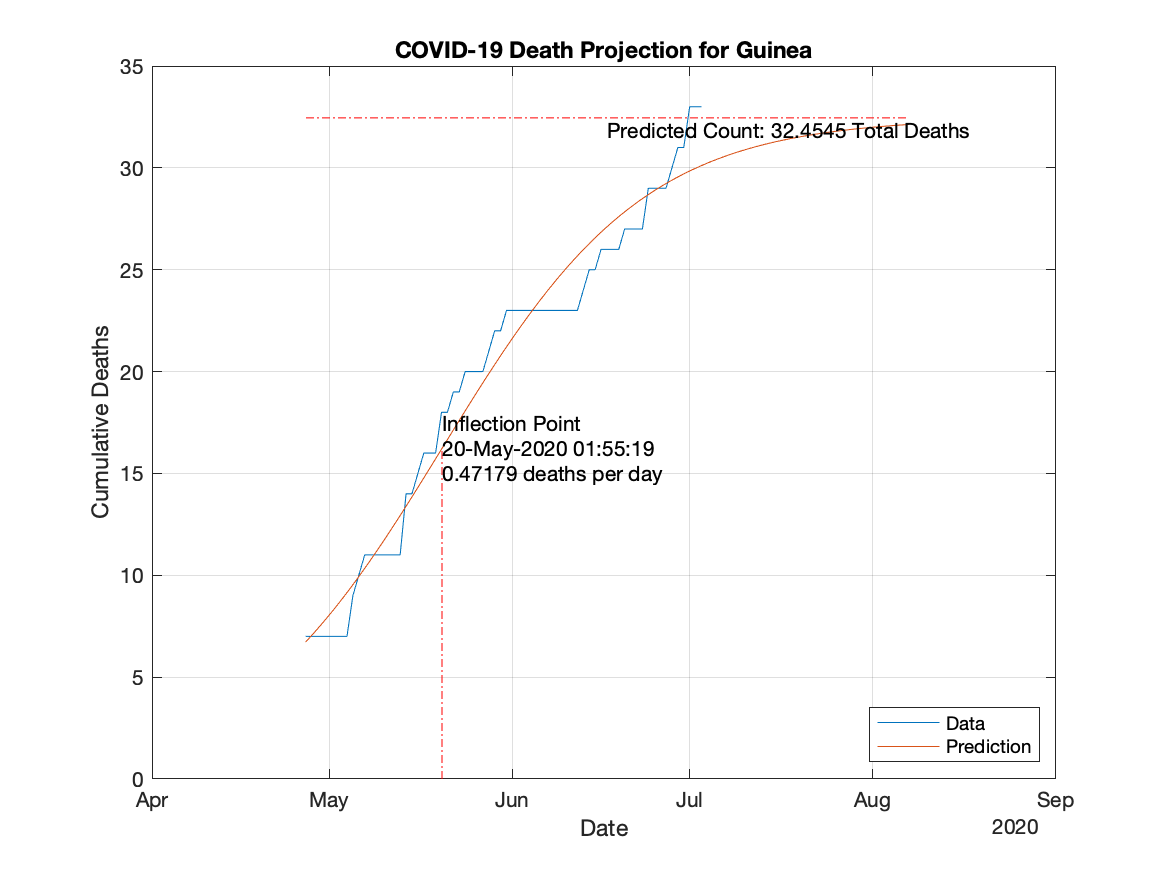 COVID-19 Death Projection for Guinea
35
30
25
20
15
10
5
0
Cumulative Deaths
Predicted Count: 32.4545 Total Deaths
Inflection Point
20-May-2020 01:55:19
0.47179 deaths per day
Data
Prediction
Apr May Jun Jul Aug Sep
Date
2020